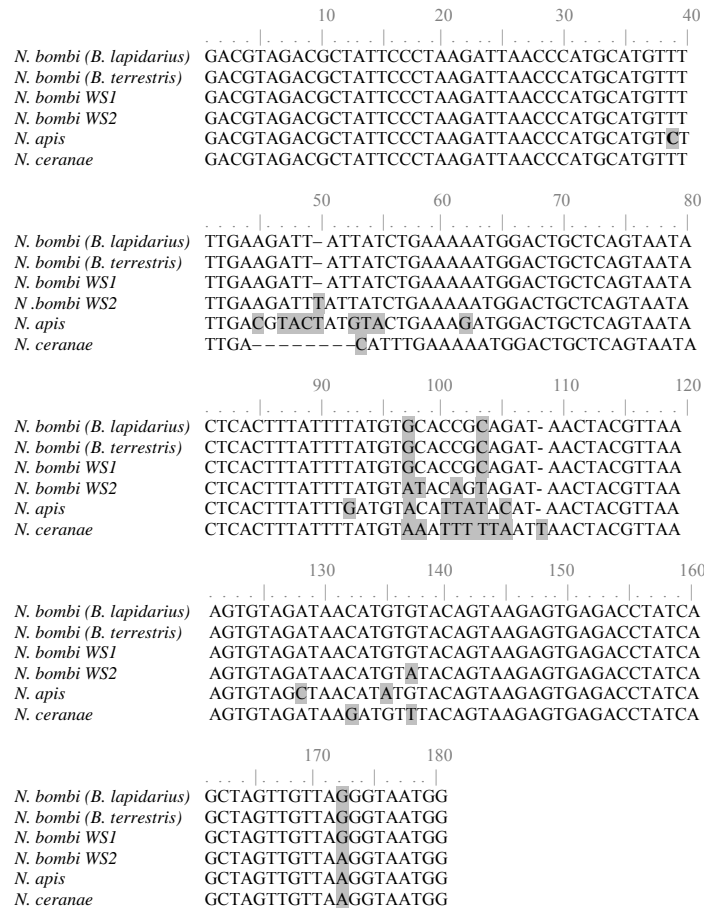 10 20 30 40
N. bombi (B. lapidarius) GACGTAGACGCTATTCCCTAAGATTAACCCATGCATGTTT
N. bombi (B. terrestris) GACGTAGACGCTATTCCCTAAGATTAACCCATGCATGTTT
N. bombi WS1 GACGTAGACGCTATTCCCTAAGATTAACCCATGCATGTTT
N. bombi WS2 GACGTAGACGCTATTCCCTAAGATTAACCCATGCATGTTT
N. apis GACGTAGACGCTATTCCCTAAGATTAACCCATGCATGTCT
N. ceranae GACGTAGACGCTATTCCCTAAGATTAACCCATGCATGTTT
50 60 70 80
N. bombi (B. lapidarius) TTGAAGATT–ATTATCTGAAAAATGGACTGCTCAGTAATA
N. bombi (B. terrestris) TTGAAGATT–ATTATCTGAAAAATGGACTGCTCAGTAATA
N. bombi WS1 TTGAAGATT–ATTATCTGAAAAATGGACTGCTCAGTAATA
N .bombi WS2 TTGAAGATTTATTATCTGAAAAATGGACTGCTCAGTAATA
N. apis TTGACGTACTATGTACTGAAAGATGGACTGCTCAGTAATA
N. ceranae TTGA––––––––CATTTGAAAAATGGACTGCTCAGTAATA
90 100 110 120
N. bombi (B. lapidarius) CTCACTTTATTTTATGTGCACCGCAGAT- AACTACGTTAA
N. bombi (B. terrestris) CTCACTTTATTTTATGTGCACCGCAGAT- AACTACGTTAA
N. bombi WS1 CTCACTTTATTTTATGTGCACCGCAGAT- AACTACGTTAA
N. bombi WS2 CTCACTTTATTTTATGTATACAGTAGAT- AACTACGTTAA
N. apis CTCACTTTATTTGATGTACATTATACAT- AACTACGTTAA
N. ceranae CTCACTTTATTTTATGTAAATTT TTAATTAACTACGTTAA
130 140 150 160
N. bombi (B. lapidarius) AGTGTAGATAACATGTGTACAGTAAGAGTGAGACCTATCA
N. bombi (B. terrestris) AGTGTAGATAACATGTGTACAGTAAGAGTGAGACCTATCA
N. bombi WS1 AGTGTAGATAACATGTGTACAGTAAGAGTGAGACCTATCA
N. bombi WS2 AGTGTAGATAACATGTATACAGTAAGAGTGAGACCTATCA
N. apis AGTGTAGCTAACATATGTACAGTAAGAGTGAGACCTATCA
N. ceranae AGTGTAGATAAGATGTTTACAGTAAGAGTGAGACCTATCA
170 180
N. bombi (B. lapidarius) GCTAGTTGTTAGGGTAATGG
N. bombi (B. terrestris) GCTAGTTGTTAGGGTAATGG
N. bombi WS1 GCTAGTTGTTAGGGTAATGG
N. bombi WS2 GCTAGTTGTTAAGGTAATGG
N. apis GCTAGTTGTTAAGGTAATGG
N. ceranae GCTAGTTGTTAAGGTAATGG